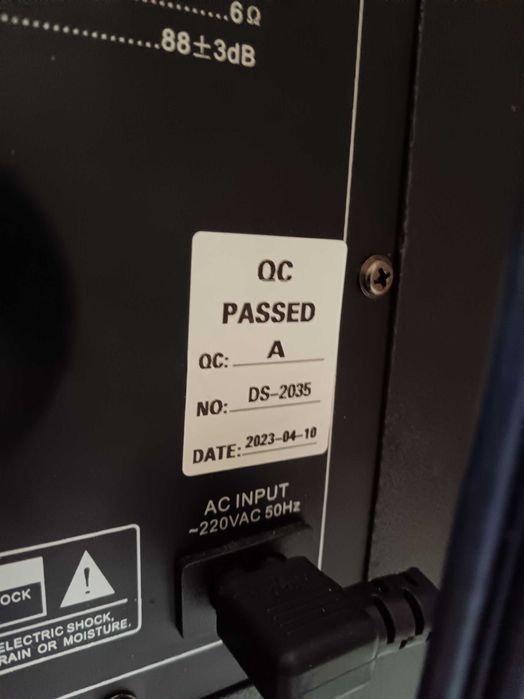 6Ω
88±3dB
QC
PASSED
QC: A
NO: DS-2035
DATE: 2023-04-10
AC INPUT
~220VAC 50Hz
OCK
!
ELECTRIC SHOCK,
RAIN OR MOISTURE.